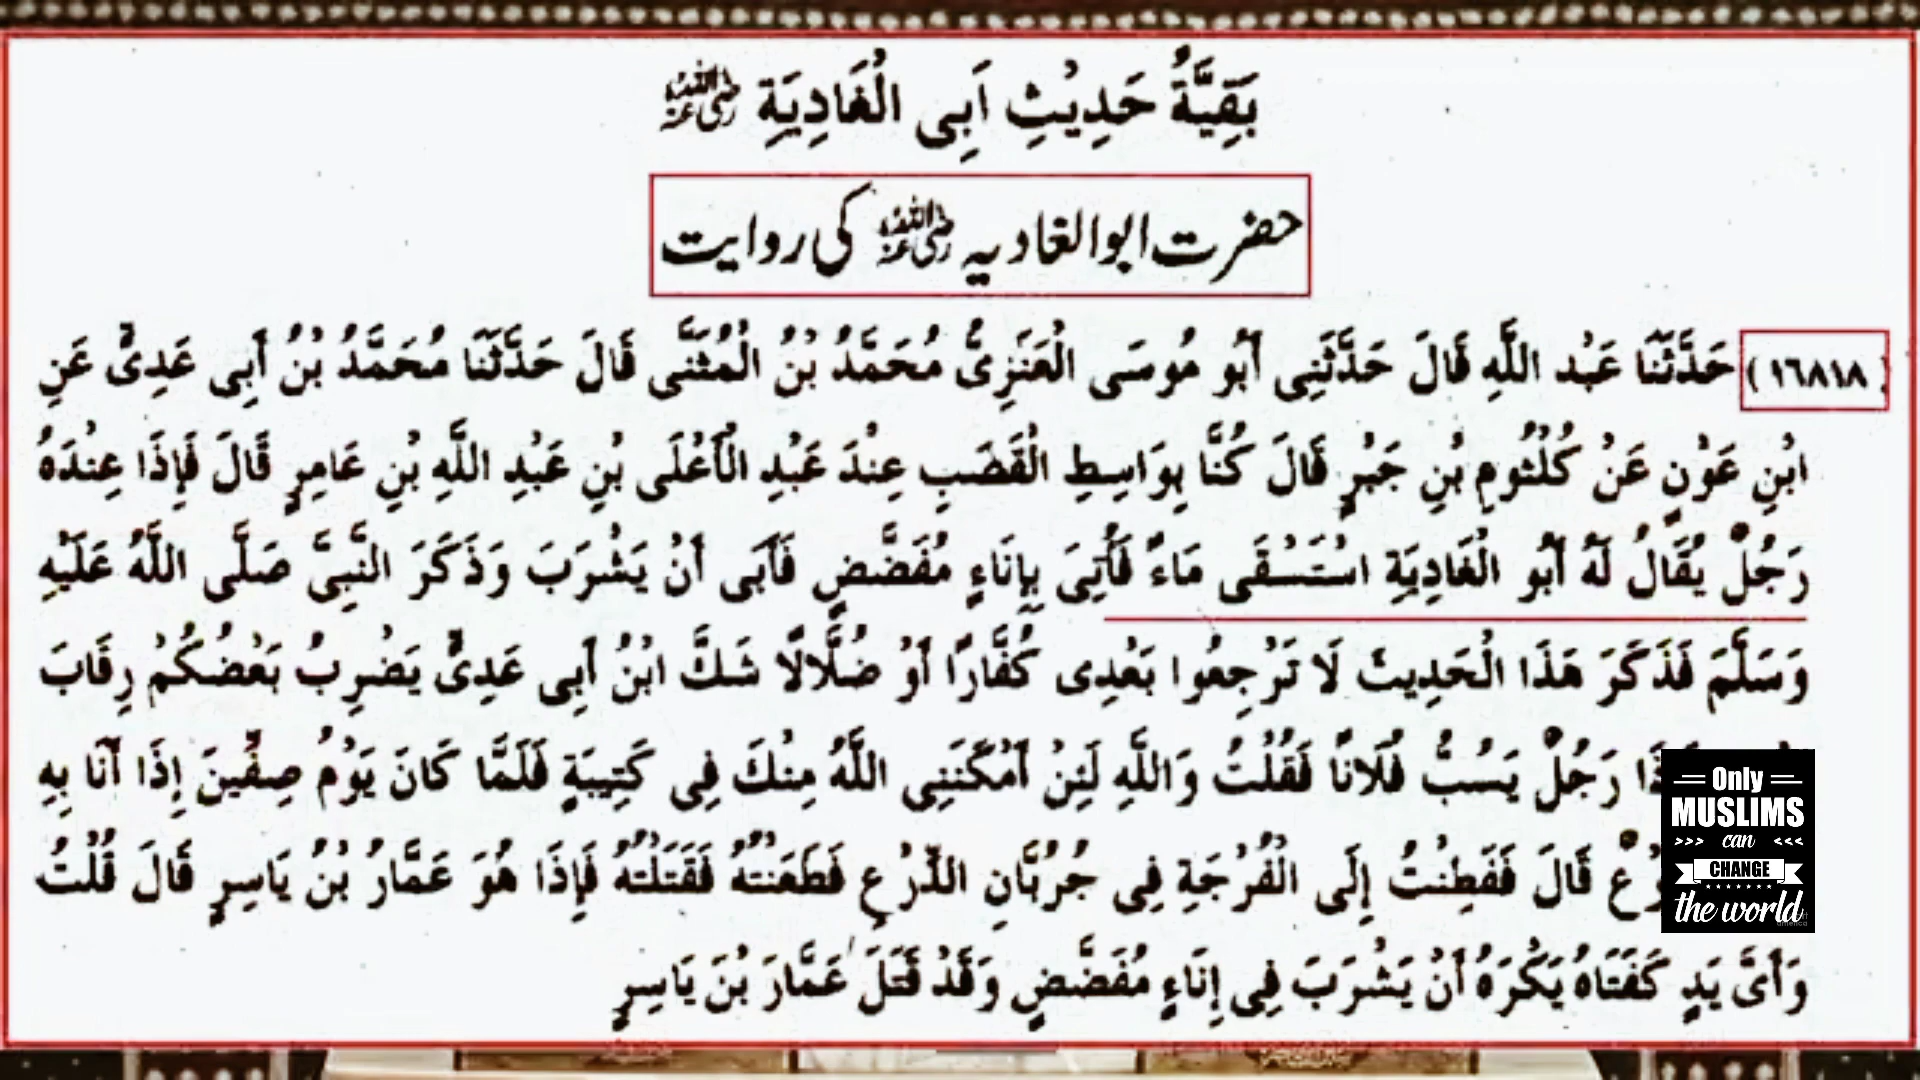 بَقِيَّةُ حَدِيْثِ اَبِى الْغَادِيَةِ رضی اللہ عنہ
حضرت ابوالغادیہ رضی اللہ عنہ کی روایت
(١٦٨١٨) حَدَّثَنَا عَبْد اللَّهِ قَالَ حَدَّثَنِى أَبُو مُوسَى الْعَنَزِىُّ مُحَمَّدُ بْنُ الْمُثَنَّى قَالَ حَدَّثَنَا مُحَمَّدُ بْنُ أَبِى عَدِىٍّ عَنِ
ابْنِ عَوْنٍ عَنْ كُلْثُومِ بْنِ جَبْرٍ قَالَ كُنَّا بِوَاسِطِ الْقَصَبِ عِنْدَ عَبْدِ الْأَعْلَى بْنِ عَبْدِ اللَّهِ بْنِ عَامِرٍ قَالَ فَإِذَا عِنْدَهُ
رَجُلٌ يُقَالُ لَهُ أَبُو الْغَادِيَةِ اسْتَسْقَى مَاءً فَأُتِىَ بِإِنَاءٍ مُفَضَّضٍ فَأَبَى أَنْ يَشْرَبَ وَذَكَرَ النَّبِىَّ صَلَّى اللَّهُ عَلَيْهِ
وَسَلَّمَ فَذَكَرَ هَذَا الْحَدِيثَ لَا تَرْجِعُوا بَعْدِى كُفَّارًا أَوْ ضُلَّالًا شَكَّ ابْنُ أَبِى عَدِىٍّ يَضْرِبُ بَعْضُكُمْ رِقَابَ
رَجُلٌ يَسُبُّ فُلَانًا فَقُلْتُ وَاللَّهِ لَئِنْ أَمْكَنَنِى اللَّهُ مِنْكَ فِى كَتِيبَةٍ فَلَمَّا كَانَ يَوْمُ صِفِّينَ إِذَا أَنَا بِهِ
قَالَ فَفَطِنْتُ إِلَى الْفُرْجَةِ فِى جُرُبَّانِ الدِّرْعِ فَطَعَنْتُهُ فَقَتَلْتُهُ فَإِذَا هُوَ عَمَّارُ بْنُ يَاسِرٍ قَالَ قُلْتُ
وَأَىَّ يَدٍ كَفَتَاهُ يَكْرَهُ أَنْ يَشْرَبَ فِى إِنَاءٍ مُفَضَّضٍ وَقَدْ قَتَلَ عَمَّارَ بْنَ يَاسِرٍ
Only
MUSLIMS
can
CHANGE
the world